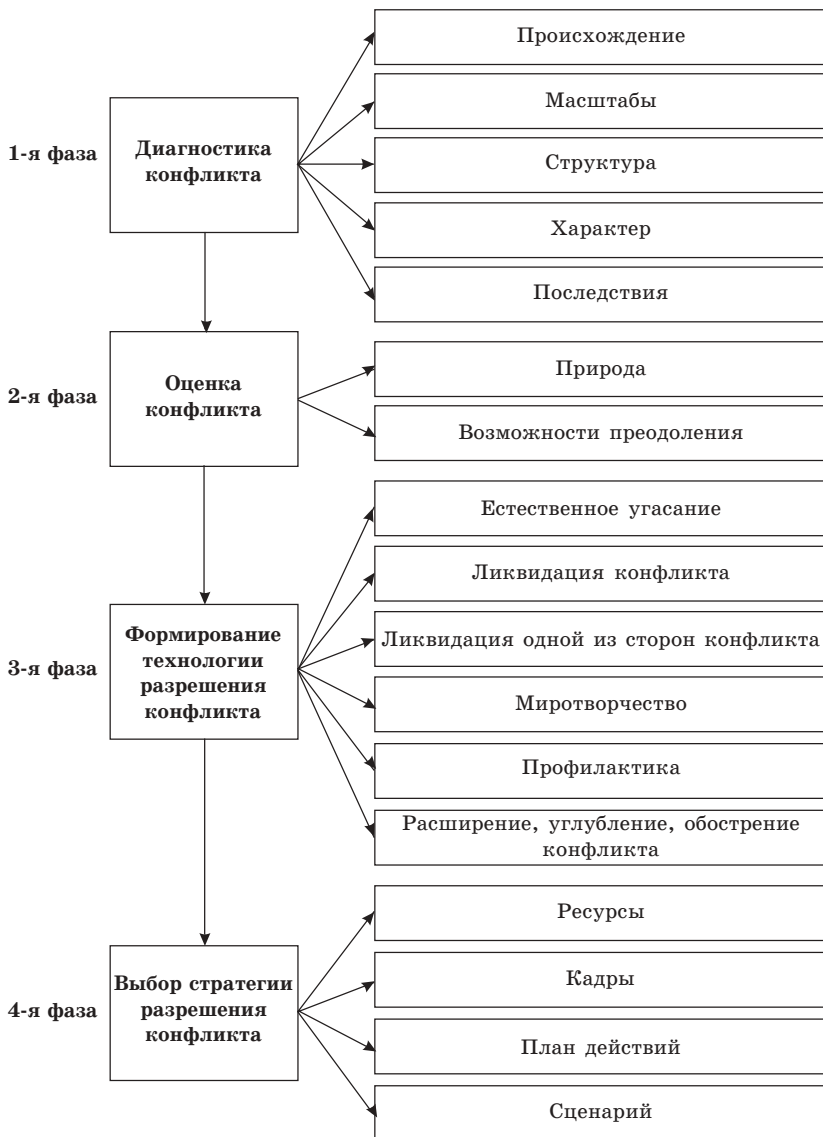 1-я фаза
Диагностика
конфликта
Происхождение
Масштабы
Структура
Характер
Последствия
2-я фаза
Оценка
конфликта
Природа
Возможности преодоления
3-я фаза
Формирование
технологии
разрешения
конфликта
Естественное угасание
Ликвидация конфликта
Ликвидация одной из сторон конфликта
Миротворчество
Профилактика
Расширение, углубление, обострение
конфликта
4-я фаза
Выбор стратегии
разрешения
конфликта
Ресурсы
Кадры
План действий
Сценарий